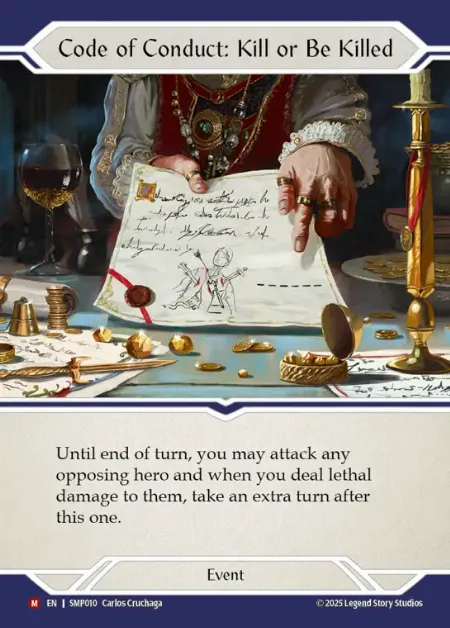 Code of Conduct: Kill or Be Killed
Until end of turn, you may attack any
opposing hero and when you deal lethal
damage to them, take an extra turn after
this one.
Event
M EN | SMP010 Carlos Cruchaga
© 2025 Legend Story Studios